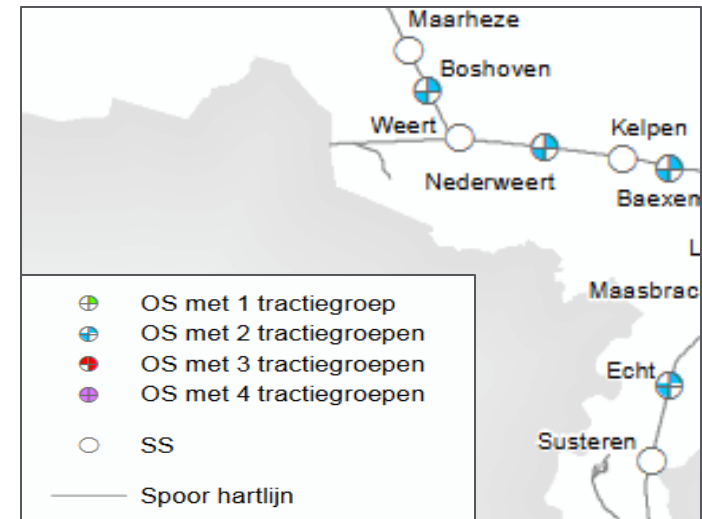 Maarheze
Boshoven
Weert
Kelpen
Nederweert
Baexem
L
Maasbrac
OS met 1 tractiegroep
OS met 2 tractiegroepen
OS met 3 tractiegroepen
OS met 4 tractiegroepen
SS
Spoor hartlijn
Echt
Susteren